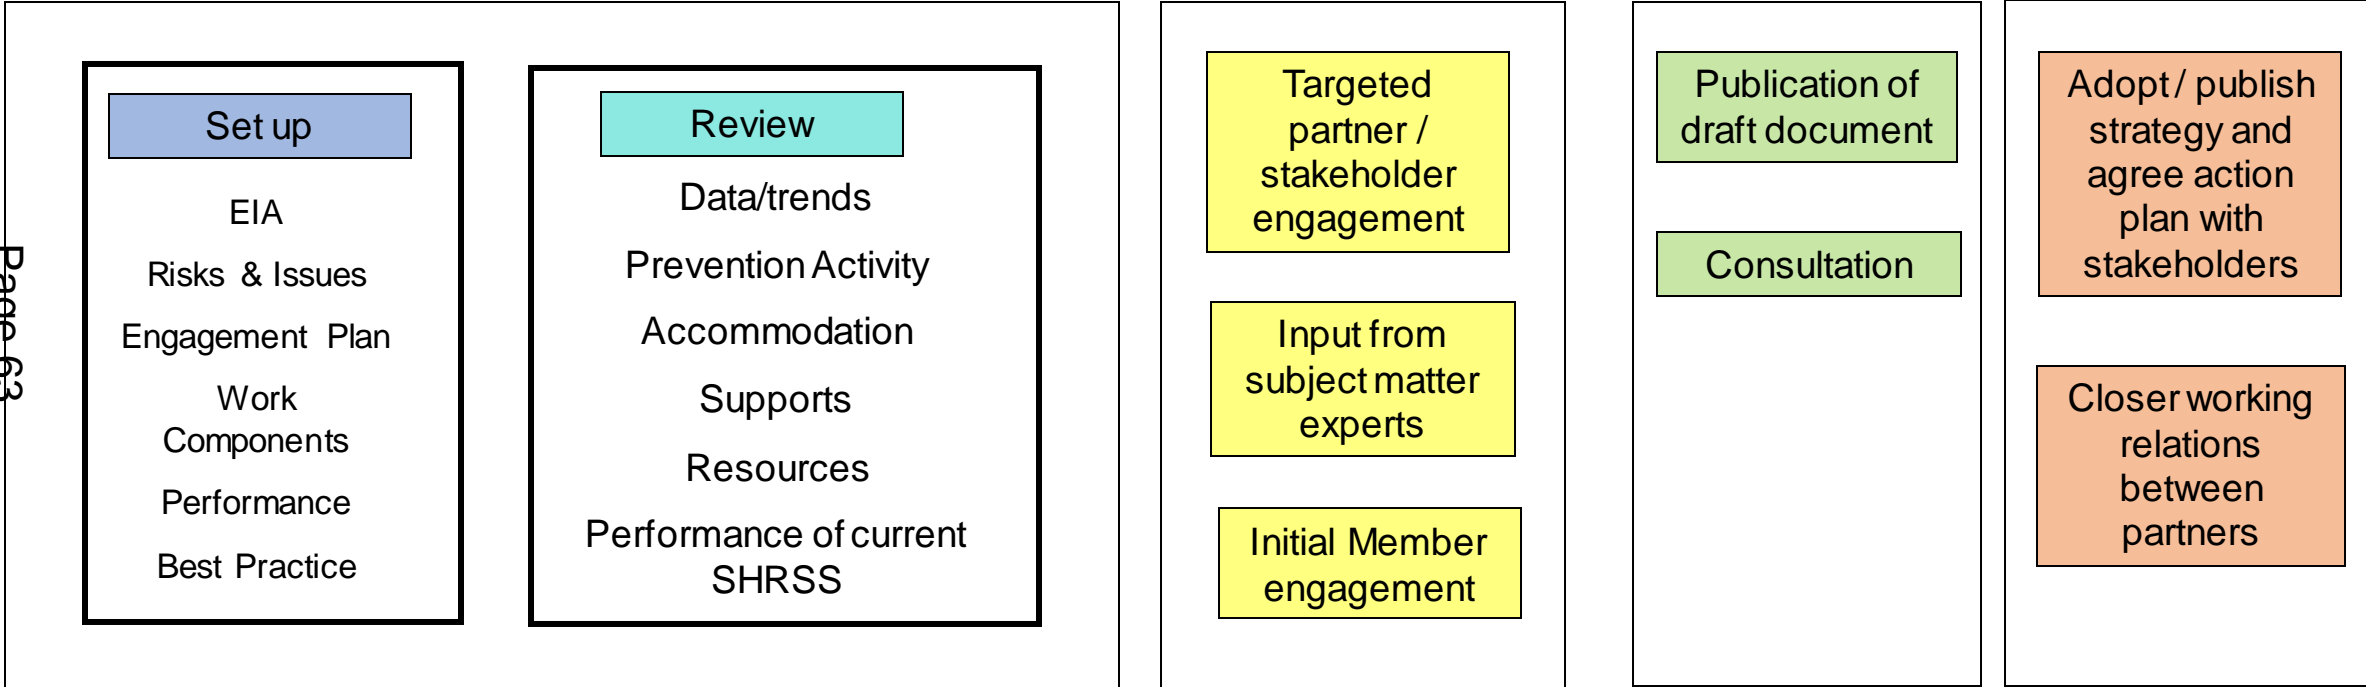 Page 63
Set up
EIA
Risks & Issues
Engagement Plan
Work
Components
Performance
Best Practice
Review
Data/trends
Prevention Activity
Accommodation
Supports
Resources
Performance of current
SHRSS
Targeted
partner /
stakeholder
engagement
Input from
subject matter
experts
Initial Member
engagement
Publication of
draft document
Consultation
Adopt / publish
strategy and
agree action
plan with
stakeholders
Closer working
relations
between
partners